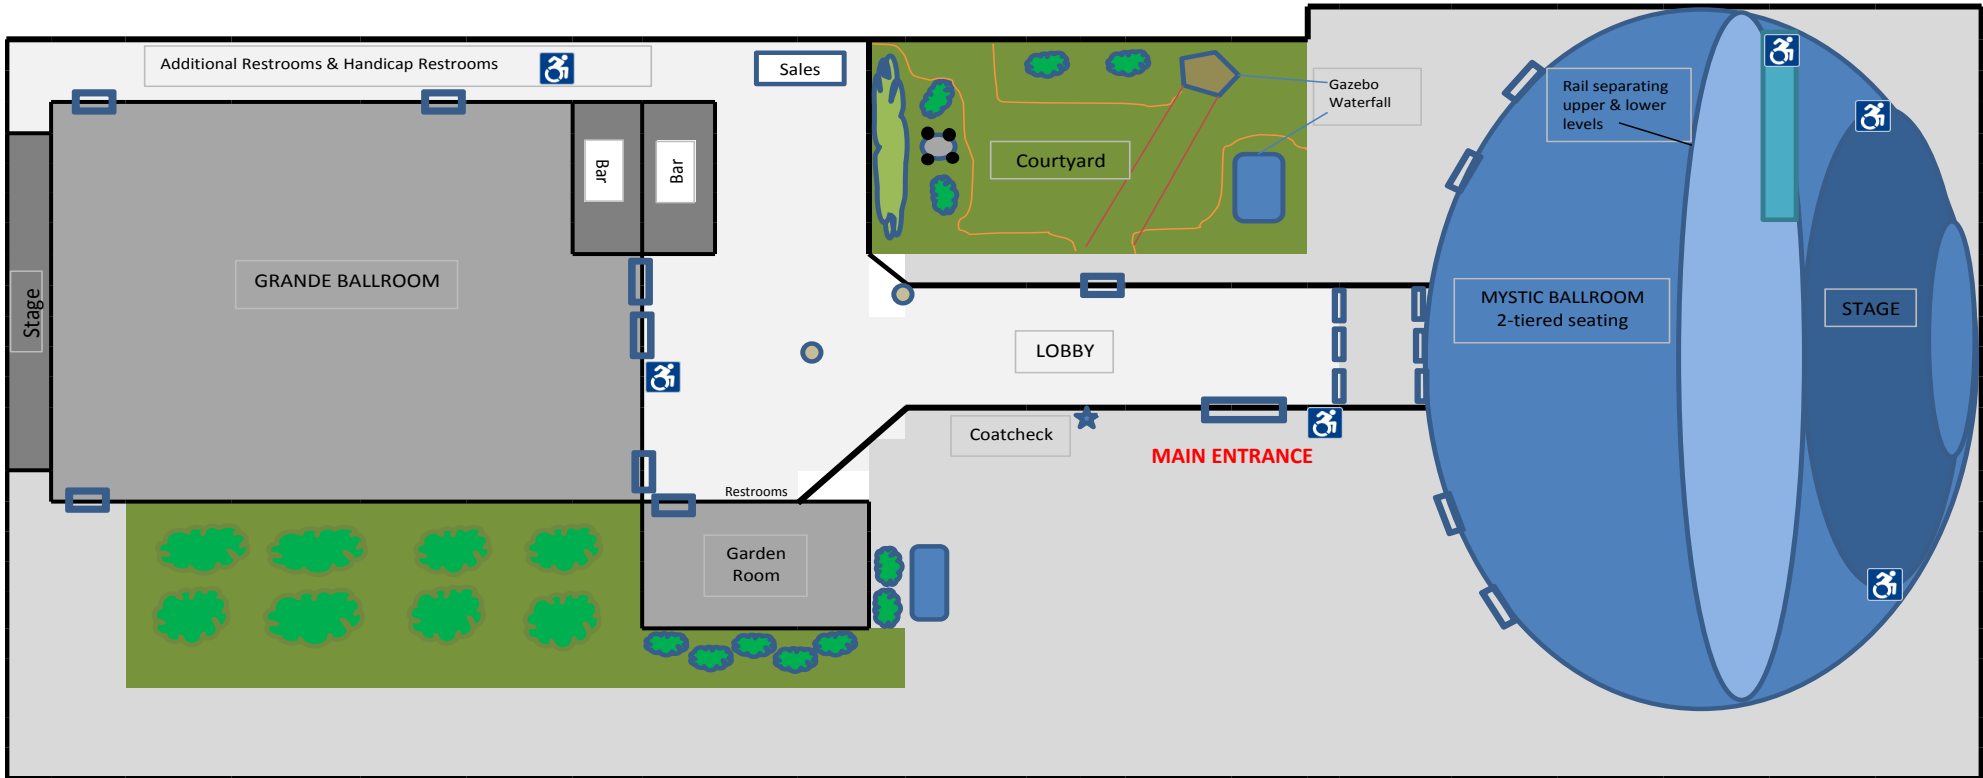 Additional Restrooms & Handicap Restrooms
Sales
Gazebo
Waterfall
Rail separating
upper & lower
levels
Bar
Bar
Courtyard
GRANDE BALLROOM
Stage
MYSTIC BALLROOM
2-tiered seating
STAGE
LOBBY
Coatcheck
MAIN ENTRANCE
Restrooms
Garden
Room